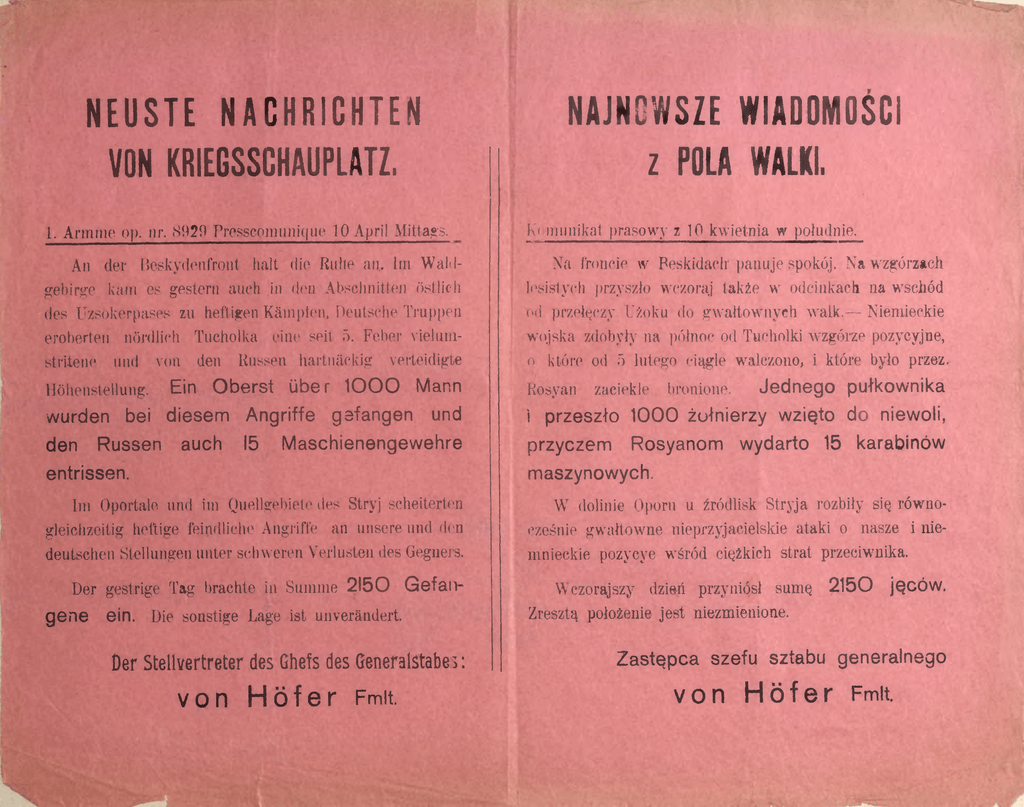 NEUSTE NACHRICHTEN
VON KRIEGSSCHAUPLATZ.
1. Armme op. nr. 8929 Presscomunique 10 April Mittags.
An der Beskydenfront halt die Ruhe an. Im Wald-
gebirge kam es gestern auch in den Abschnitten östlich
des Uzsokerpases zu heftigen Kämpfen, Deutsche Truppen
eroberten nördlich Tucholka eine seit 5. Feber vielum-
stritene und von den Russen hartnäckig verteidigte
Höhenstellung. Ein Oberst über 1000 Mann
wurden bei diesem Angriffe gefangen und
den Russen auch 15 Maschienengewehre
entrissen.
Im Oportale und im Quellgebiete des Stryj scheiterten
gleichzeitig heftige feindliche Angriffe an unsere und den
deutschen Stellungen unter schweren Verlusten des Gegners.
Der gestrige Tag brachte in Summe 2150 Gefan-
gene ein. Die sonstige Lage ist unverändert.
Der Stellvertreter des Chefs des Generalstabes:
von Höfer Fmlt.
NAJNOWSZE WIADOMOŚCI
Z POLA WALKI.
Komunikat prasowy z 10 kwietnia w południe.
Na froncie w Beskidach panuje spokój. Na wzgórzach
lesistych przyszło wczoraj także w odcinkach na wschód
od przełęczy Użoku do gwałtownych walk.— Niemieckie
wojska zdobyły na północ od Tucholki wzgórze pozycyjne,
o które od 5 lutego ciągle walczono, i które było przez
Rosyan zaciekle bronione. Jednego pułkownika
i przeszło 1000 żołnierzy wzięto do niewoli,
przyczem Rosyanom wydarto 15 karabinów
maszynowych.
W dolinie Oporu u źródlisk Stryja rozbiły się równo-
cześnie gwałtowne nieprzyjacielskie ataki o nasze i nie-
mnieckie pozycye wśród ciężkich strat przeciwnika.
Wczorajszy dzień przyniósł sumę 2150 jęców.
Zresztą położenie jest niezmienione.
Zastępca szefu sztabu generalnego
von Höfer Fmlt.